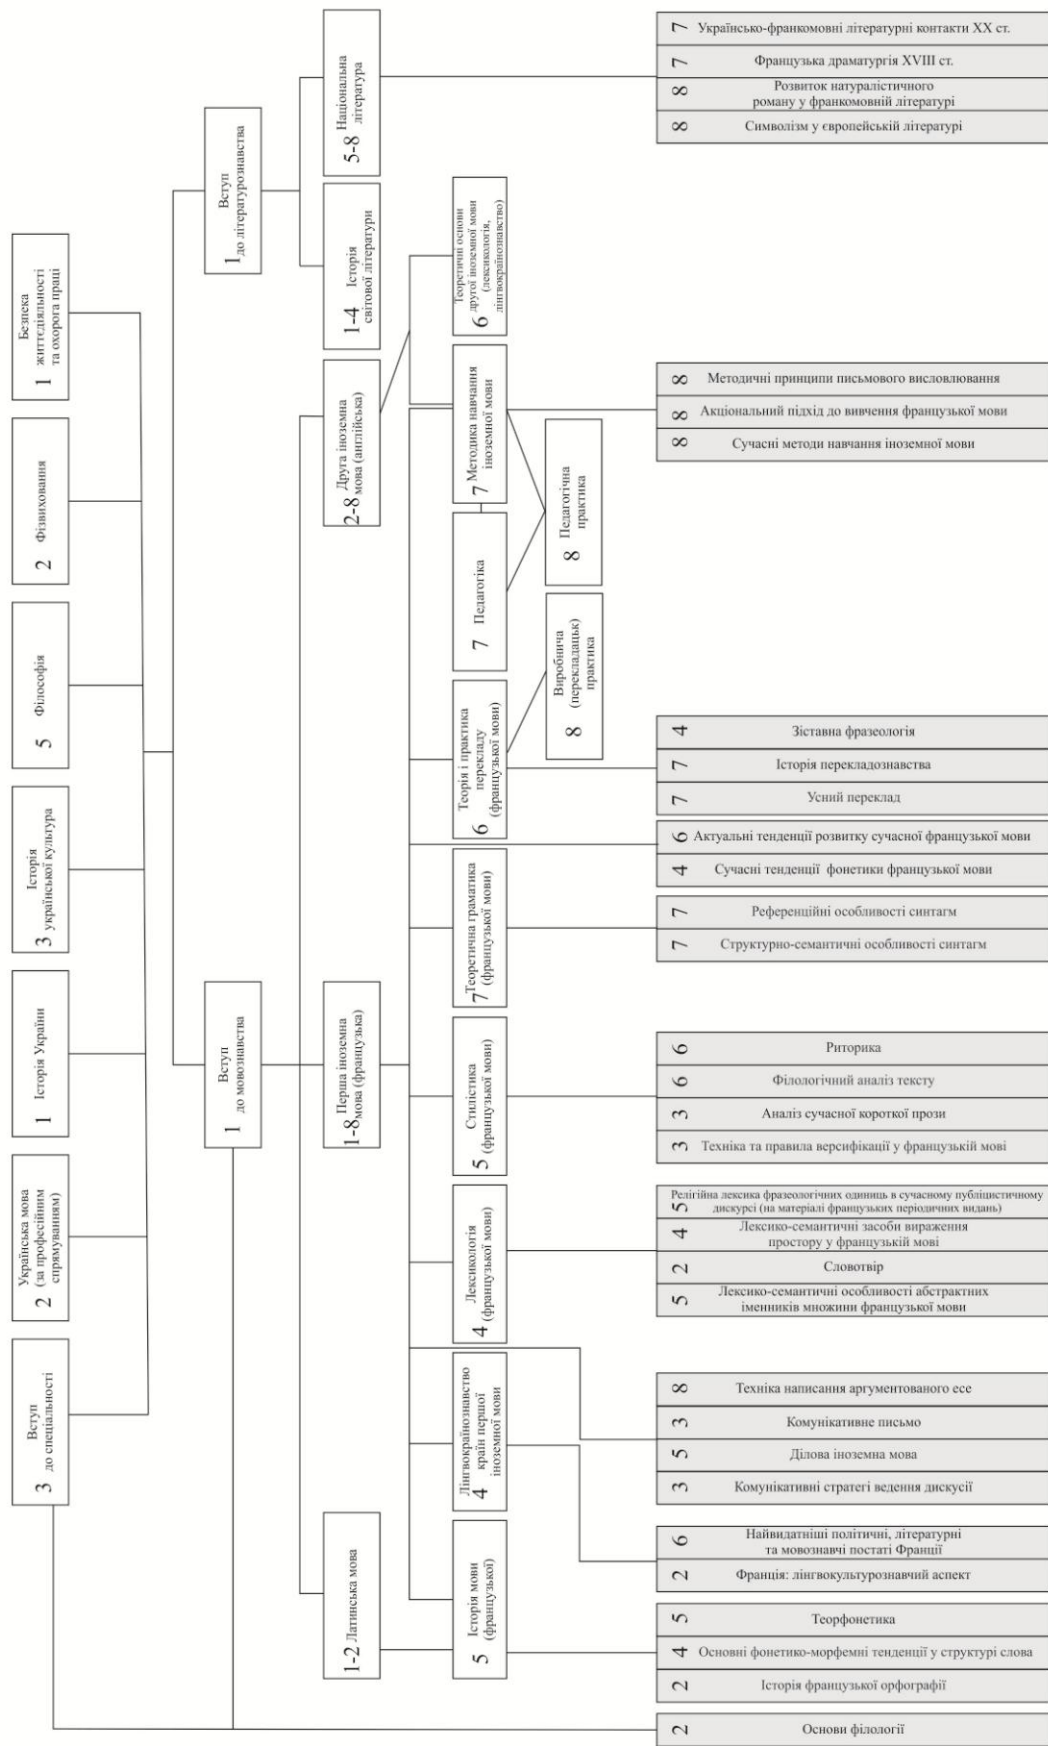 Безпека
життєдіяльності
1 та охорога праці
2 Фізвиховання
5 Філософія
Історія
3 української культура
1 Історія України
Українська мова
2 (за професійним
спрямуванням)
Вступ
3 до спеціальності
Вступ
1 до літературознавства
Вступ
1 до мовознавства
5-8 Національна
література
1-4 Історія
світової літератури
2-8 Друга іноземна
мова (англійська)
1-8 Перша іноземна
мова (французька)
1-2 Латинська мова
Теоретичні основи
другої іноземної мови
(лексикологія,
6 лінгвокраїнознавство)
Методика навчання
7 іноземної мови
7 Педагогіка
Теорія і практика
перекладу
6 (французької мови)
Теоретична граматика
7 (французької мови)
Стилістика
5 (французької мови)
Лексикологія
4 (французької мови)
Лінгвокраїнознавство
країн першої
4 іноземної мови
Історія мови
5 (французької)
Педагогічна
8 практика
Виробнича
(перекладацьк)
8 практика
7 Українсько-франкомовні літературні контакти XX ст.
7 Французька драматургія XVIII ст.
8 Розвиток натуралістичного
роману у франкомовній літературі
8 Символізм у європейській літературі
8 Методичні принципи письмового висловлювання
8 Акціональний підхід до вивчення французької мови
8 Сучасні методи навчання іноземної мови
4 Зіставна фразеологія
7 Історія перекладознавства
7 Усний переклад
6 Актуальні тенденції розвитку сучасної французької мови
4 Сучасні тенденції фонетики французької мови
7 Референційні особливості синтагм
7 Структурно-семантичні особливості синтагм
6 Риторика
6 Філологічний аналіз тексту
3 Аналіз сучасної короткої прози
3 Техніка та правила версифікації у французькій мові
5 Релігійна лексика фразеологічних одиниць в сучасному публіцистичному
дискурсі (на матеріалі французьких періодичних видань)
4 Лексико-семантичні засоби вираження
простору у французькій мові
2 Словотвір
5 Лексико-семантичні особливості абстрактних
іменників множини французької мови
8 Техніка написання аргументованого есе
3 Комунікативне письмо
5 Ділова іноземна мова
3 Комунікативні стратегі ведення дискусії
6 Найвидатніші політичні, літературні
та мовознавчі постаті Франції
2 Франція: лінгвокультурознавчий аспект
5 Теорфонетика
4 Основні фонетико-морфемні тенденції у структурі слова
2 Історія французької орфографії
2 Основи філології